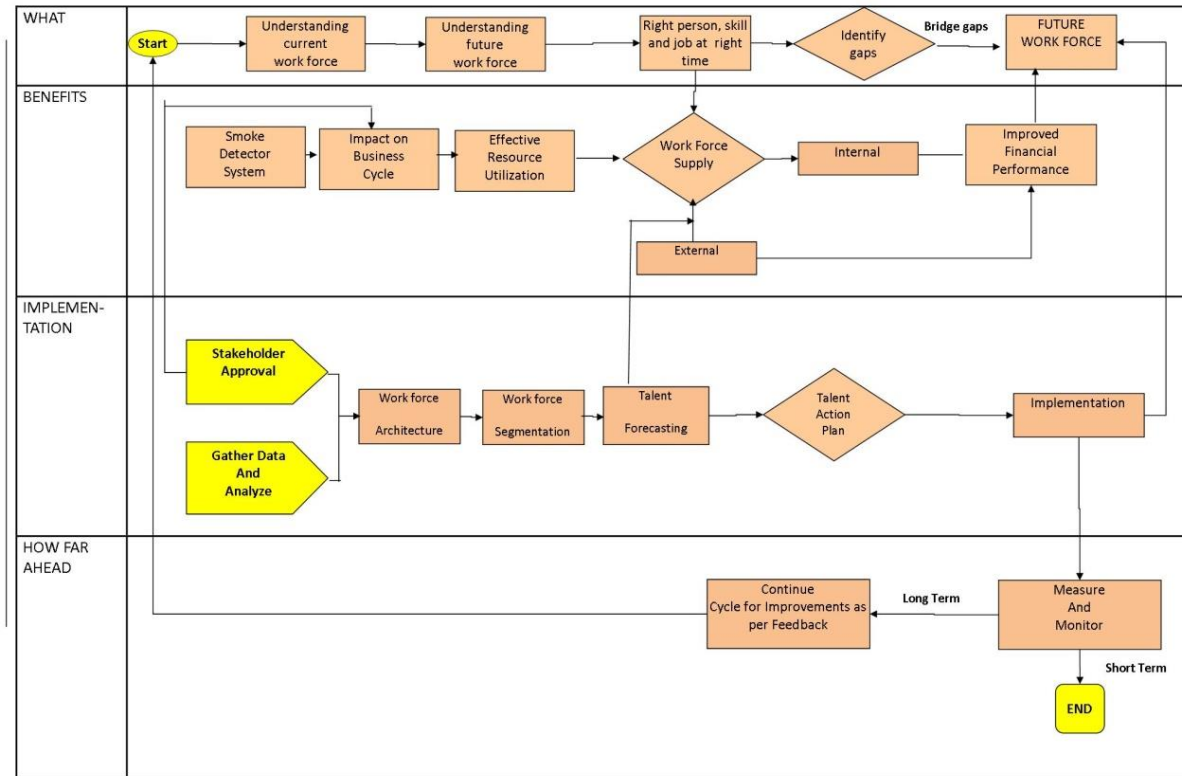 WHAT
Start
Understanding
current
work force
Understanding
future
work force
Right person, skill
and job at right
time
Identify
gaps
Bridge gaps
FUTURE
WORK FORCE
BENEFITS
Smoke
Detector
System
Impact on
Business
Cycle
Effective
Resource
Utilization
Work Force
Supply
Internal
Improved
Financial
Performance
External
IMPLEMEN-
TATION
Stakeholder
Approval
Gather Data
And
Analyze
Work force
Architecture
Work force
Segmentation
Talent
Forecasting
Talent
Action
Plan
Implementation
HOW FAR
AHEAD
Continue
Cycle for Improvements as
per Feedback
Long Term
Measure
And
Monitor
Short Term
END